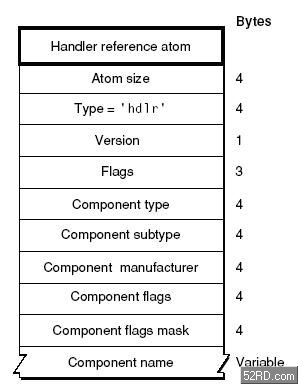 Bytes
Handler reference atom
Atom size 4
Type = 'hdlr' 4
Version 1
Flags 3
Component type 4
Component subtype 4
Component manufacturer 4
Component flags 4
Component flags mask 4
Component name Variable
52RD.com